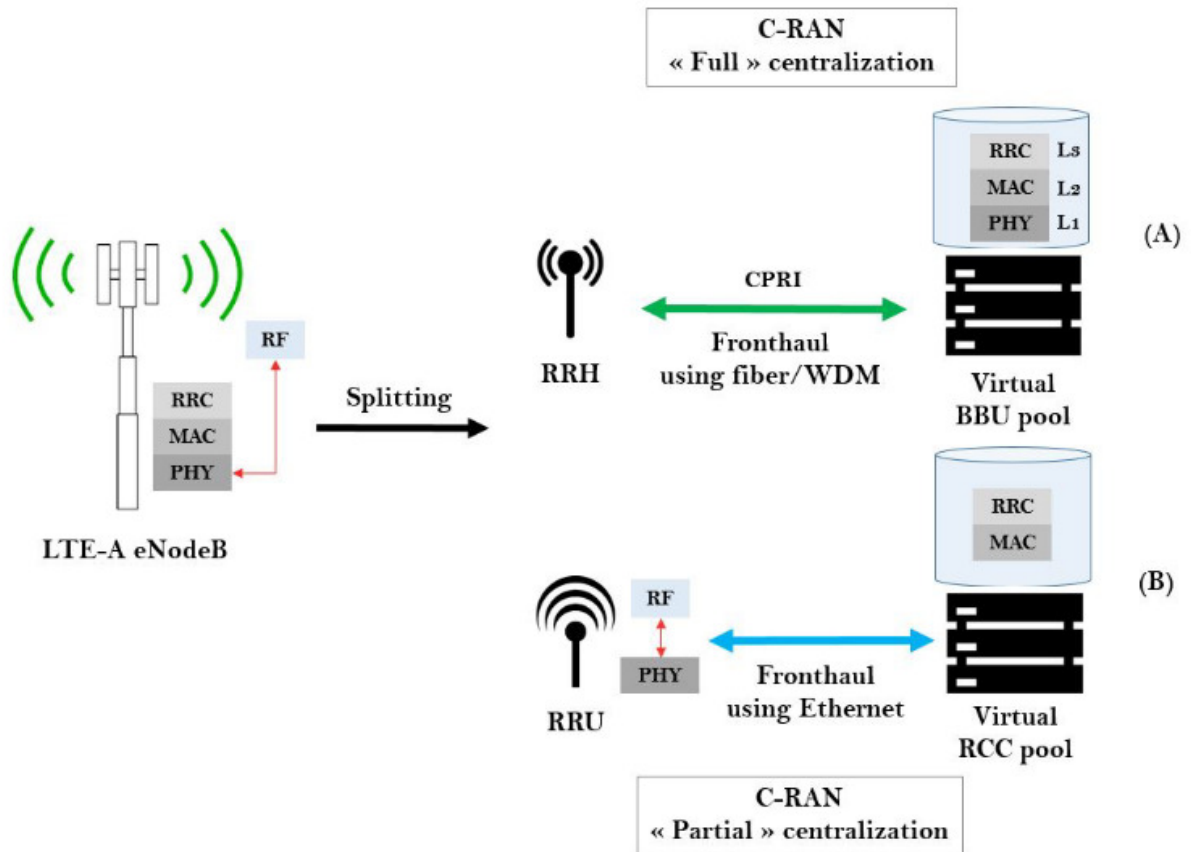 C-RAN
« Full » centralization
RRC L3
MAC L2
PHY L1
(A)
CPRI
Fronthaul
using fiber/WDM
RRH
Virtual
BBU pool
RF
RRC
MAC
PHY
LTE-A eNodeB
Splitting
RRC
MAC
(B)
RF
PHY
RRU
Fronthaul
using Ethernet
Virtual
RCC pool
C-RAN
« Partial » centralization